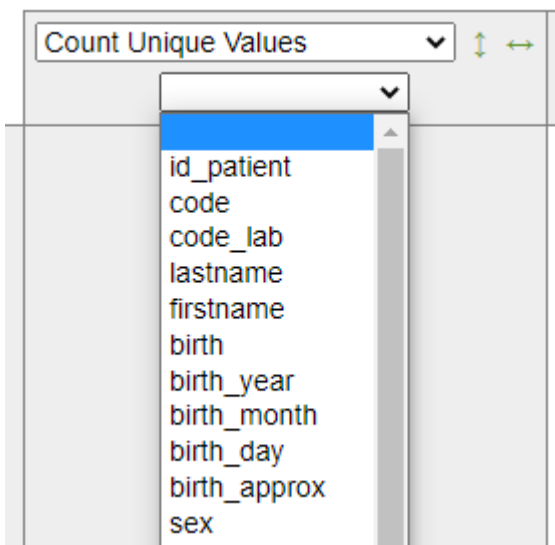 Count Unique Values
id_patient
code
code_lab
lastname
firstname
birth
birth_year
birth_month
birth_day
birth_approx
sex